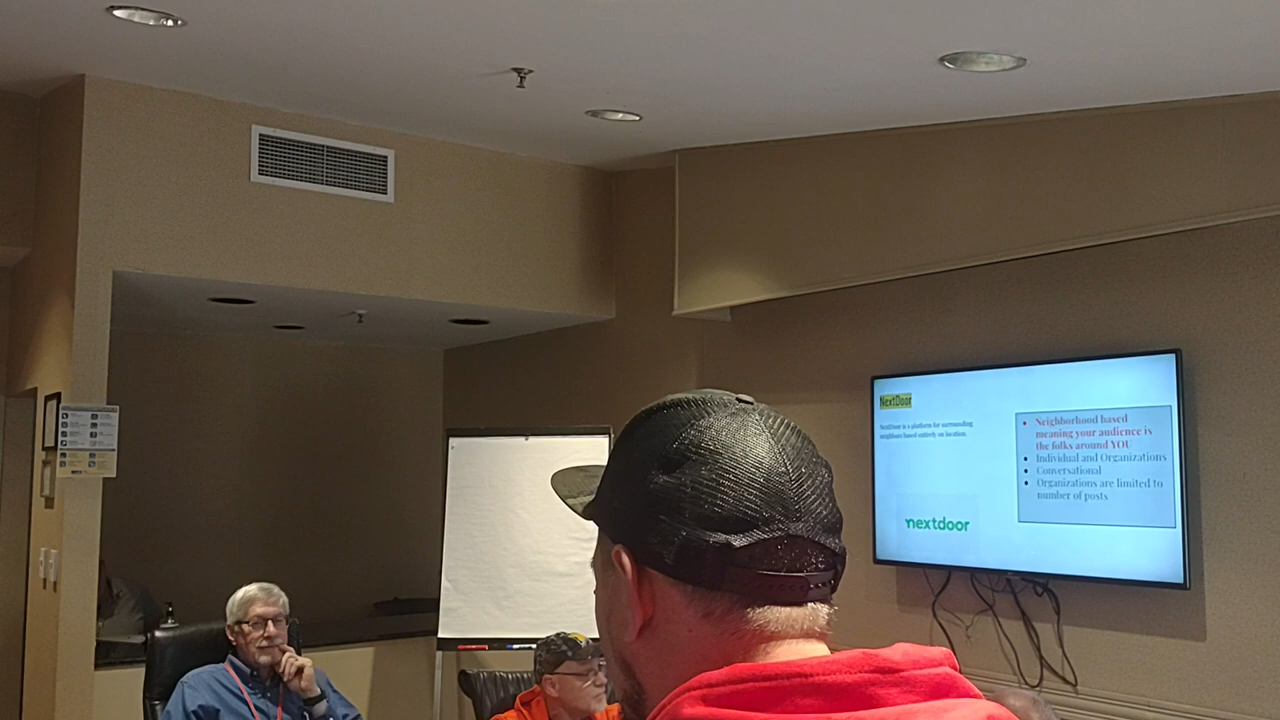 NextDoor
NextDoor is a platform for surrounding
neighbors based entirely on location.
• Neighborhood based
meaning your audience is
the folks around YOU
• Individual and Organizations
• Conversational
• Organizations are limited to
number of posts
nextdoor